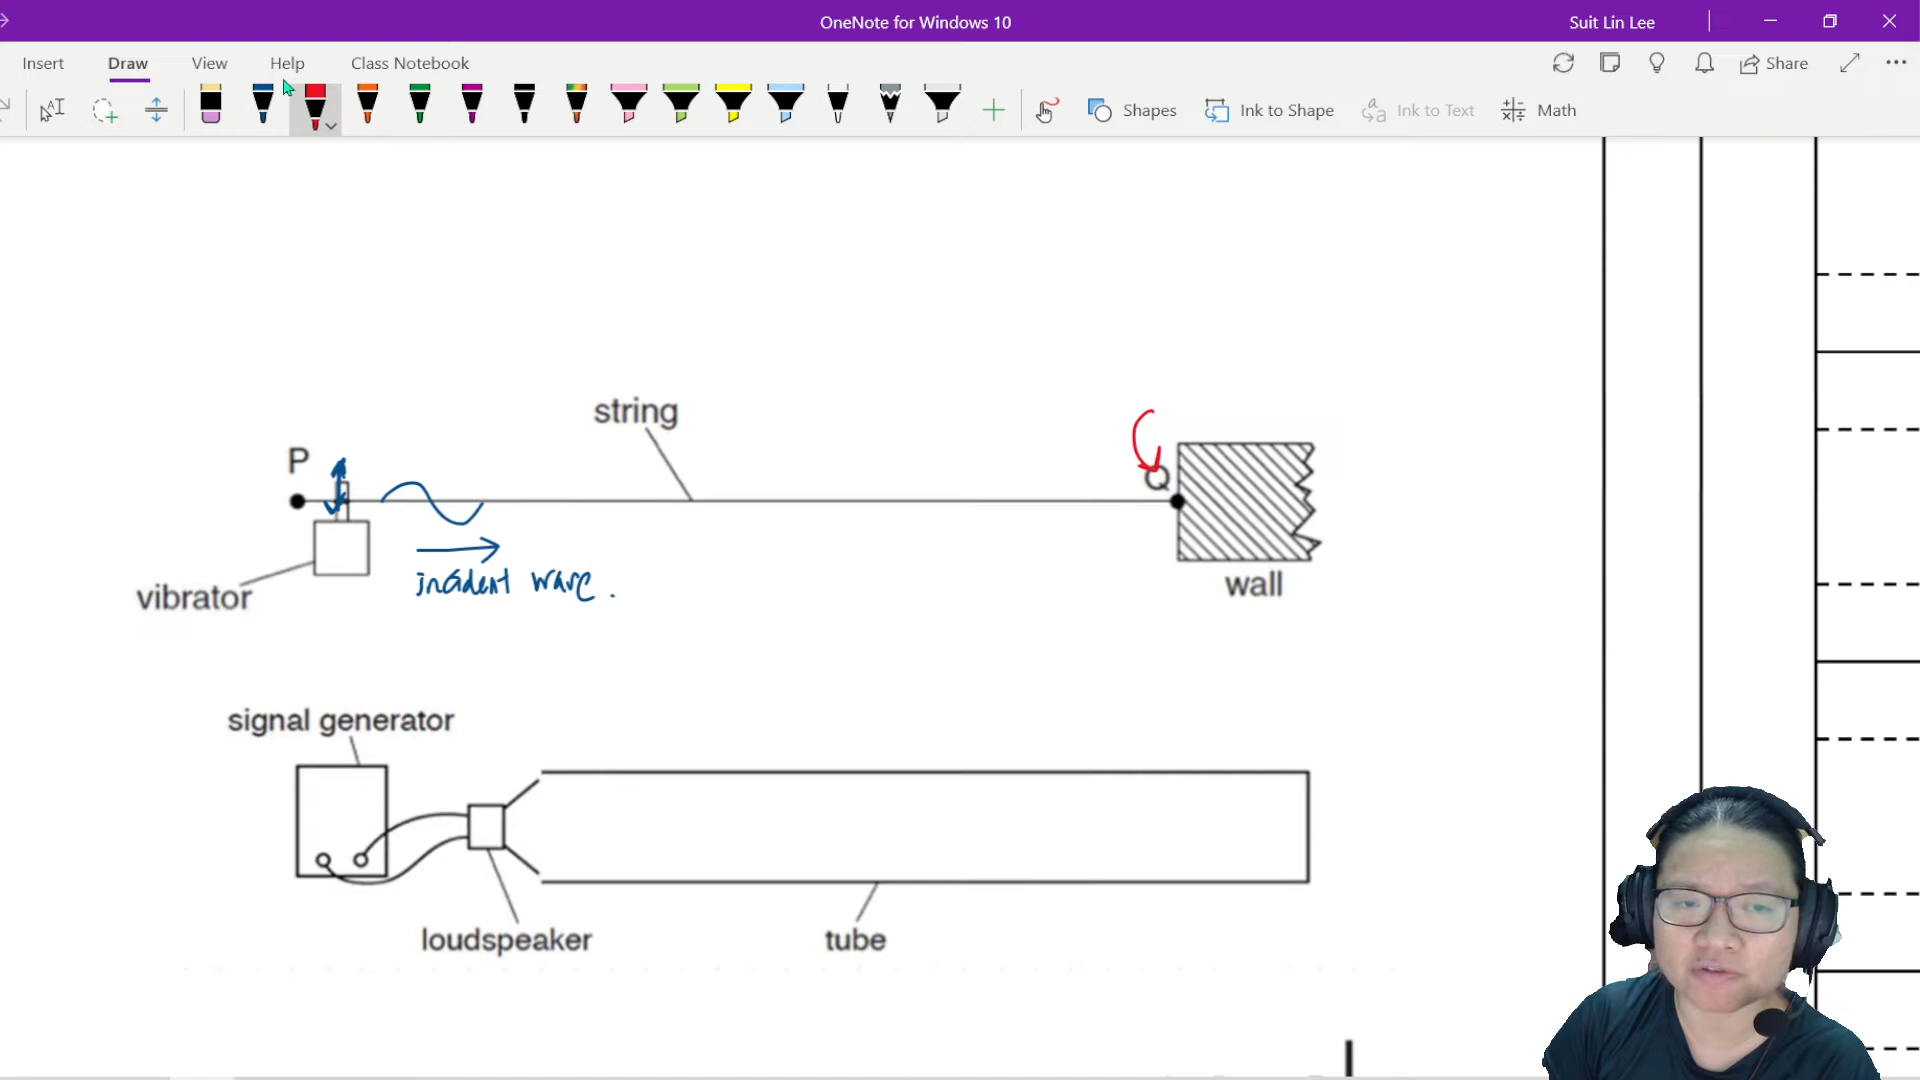 OneNote for Windows 10
Suit Lin Lee
Insert Draw View Help Class Notebook
Share
Shapes Ink to Shape Ink to Text Math
string
P
Q
vibrator
incident wave.
wall
signal generator
loudspeaker
tube